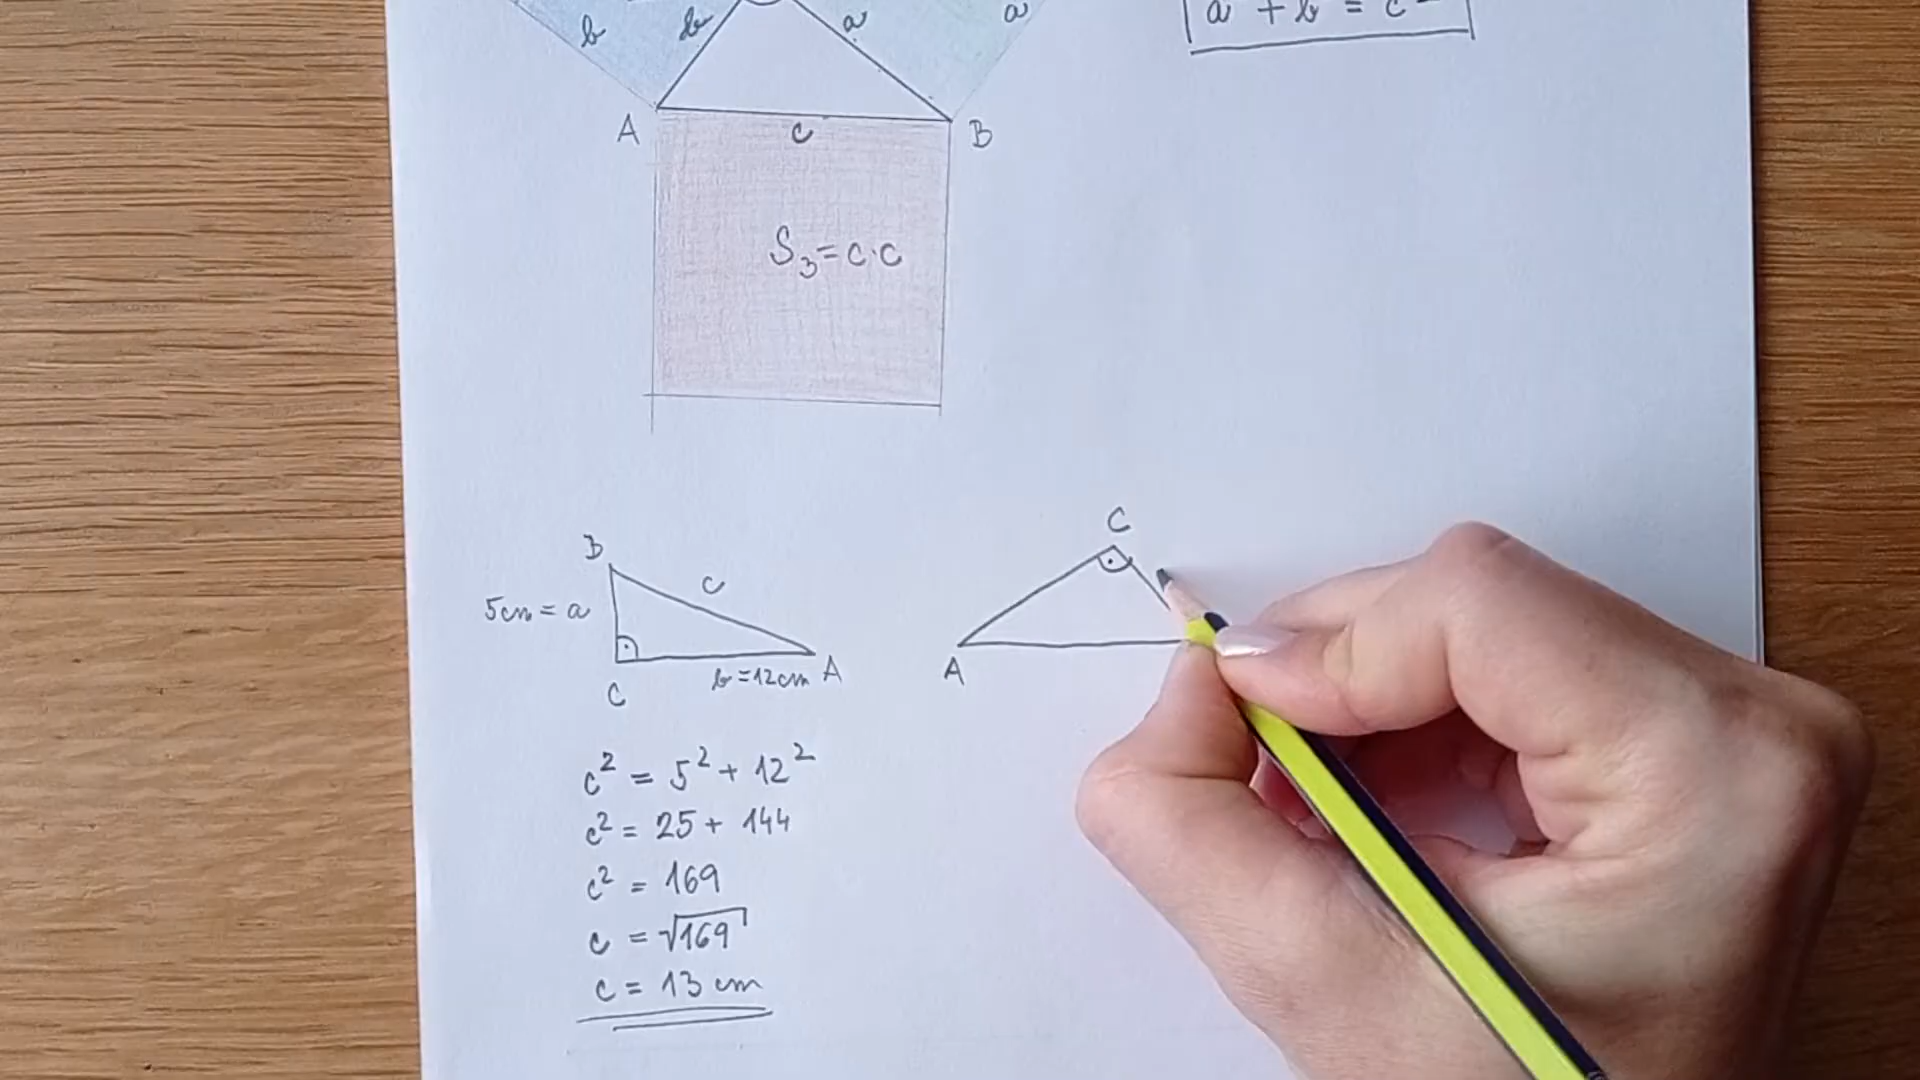 b b a a
a + b = c
A c B
S₃ = c·c
C
B
5cm = a c
b = 12cm A A
C
c² = 5² + 12²
c² = 25 + 144
c² = 169
c = √169
c = 13 cm